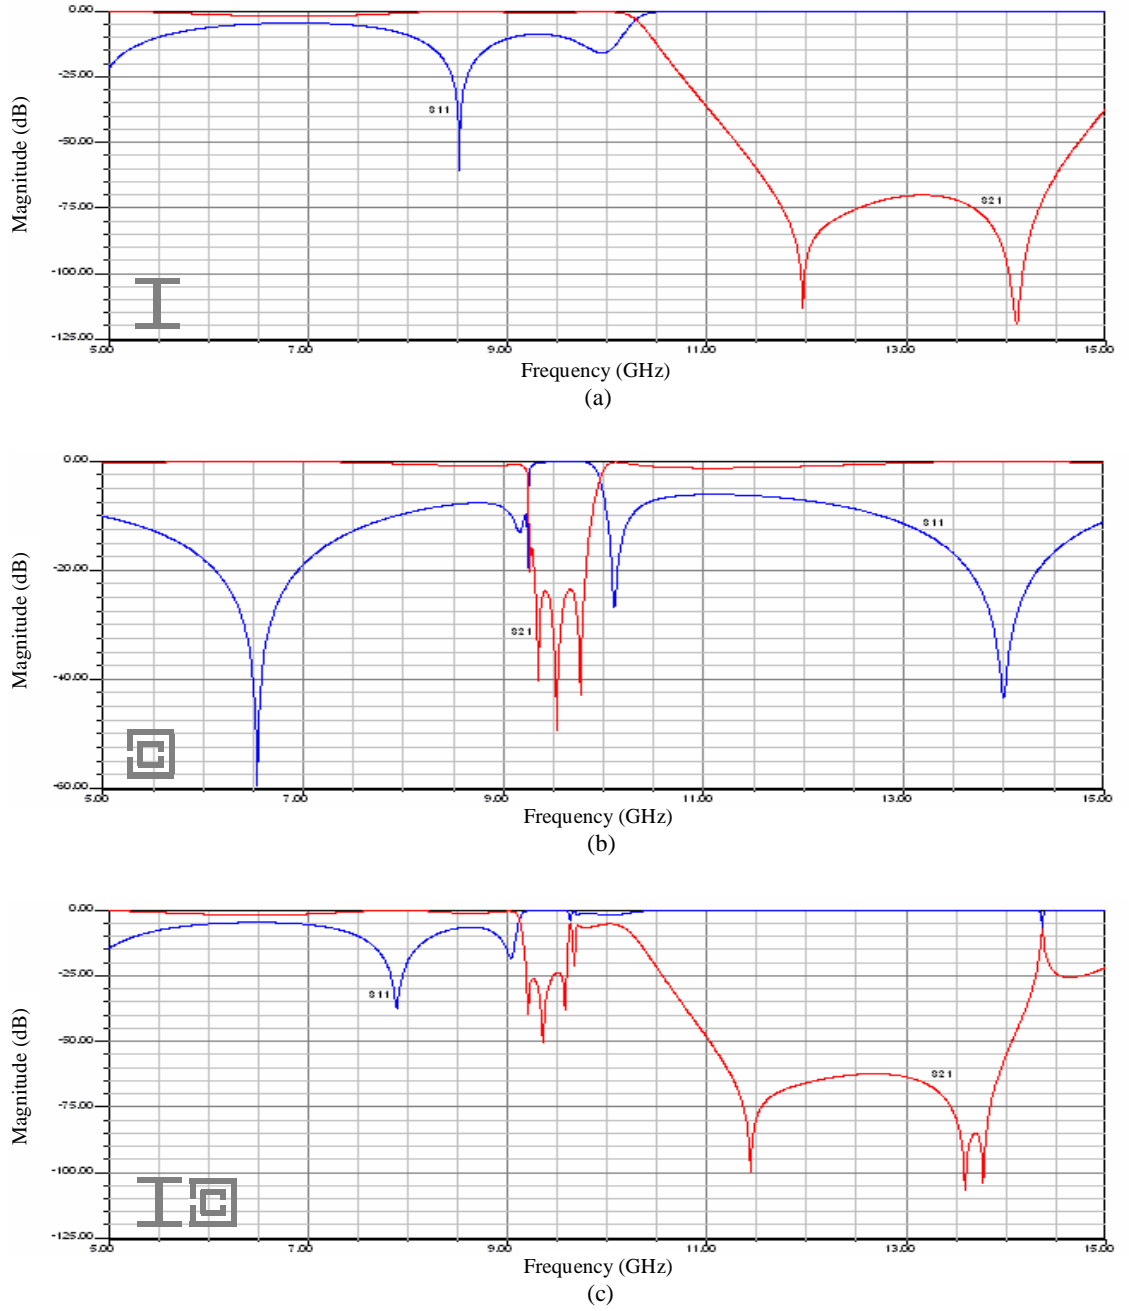 0.00
-25.00
-50.00
-75.00
-100.00
-125.00
Magnitude (dB)
S11
S21
5.00 7.00 9.00 11.00 13.00 15.00
Frequency (GHz)
(a)
0.00
-20.00
-40.00
-60.00
Magnitude (dB)
S11
S21
5.00 7.00 9.00 11.00 13.00 15.00
Frequency (GHz)
(b)
0.00
-25.00
-50.00
-75.00
-100.00
-125.00
Magnitude (dB)
S11
S21
5.00 7.00 9.00 11.00 13.00 15.00
Frequency (GHz)
(c)